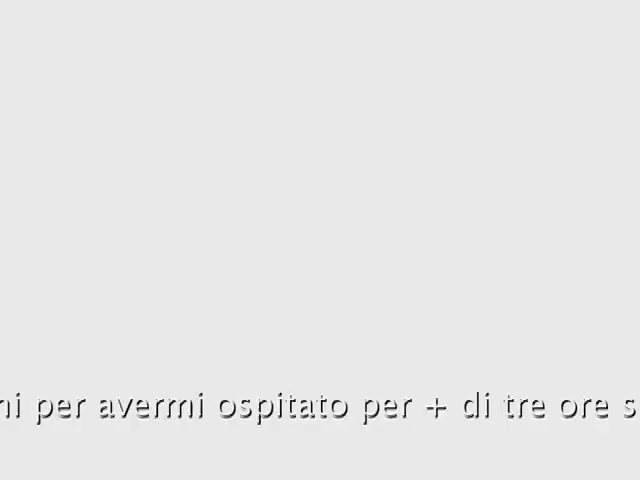 per avermi ospitato per + di tre ore